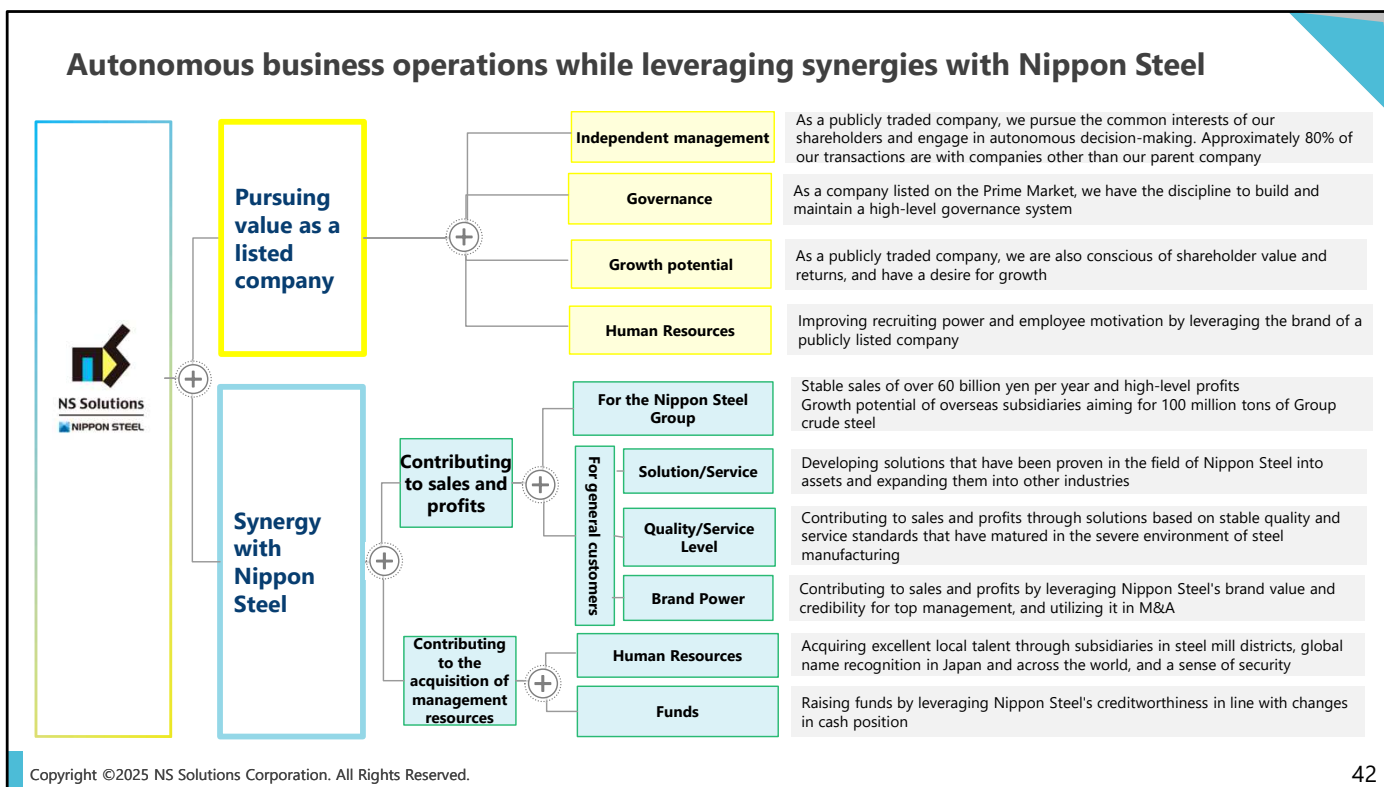 Autonomous business operations while leveraging synergies with Nippon Steel
NS Solutions
NIPPON STEEL
Pursuing
value as a
listed
company
Independent management
As a publicly traded company, we pursue the common interests of our
shareholders and engage in autonomous decision-making. Approximately 80% of
our transactions are with companies other than our parent company
Governance
As a company listed on the Prime Market, we have the discipline to build and
maintain a high-level governance system
Growth potential
As a publicly traded company, we are also conscious of shareholder value and
returns, and have a desire for growth
Human Resources
Improving recruiting power and employee motivation by leveraging the brand of a
publicly listed company
Synergy
with
Nippon
Steel
Contributing
to sales and
profits
For the Nippon Steel
Group
Stable sales of over 60 billion yen per year and high-level profits
Growth potential of overseas subsidiaries aiming for 100 million tons of Group
crude steel
For general customers
Solution/Service
Developing solutions that have been proven in the field of Nippon Steel into
assets and expanding them into other industries
Quality/Service
Level
Contributing to sales and profits through solutions based on stable quality and
service standards that have matured in the severe environment of steel
manufacturing
Brand Power
Contributing to sales and profits by leveraging Nippon Steel's brand value and
credibility for top management, and utilizing it in M&A
Contributing
to the
acquisition of
management
resources
Human Resources
Acquiring excellent local talent through subsidiaries in steel mill districts, global
name recognition in Japan and across the world, and a sense of security
Funds
Raising funds by leveraging Nippon Steel's creditworthiness in line with changes
in cash position
Copyright ©2025 NS Solutions Corporation. All Rights Reserved.
42